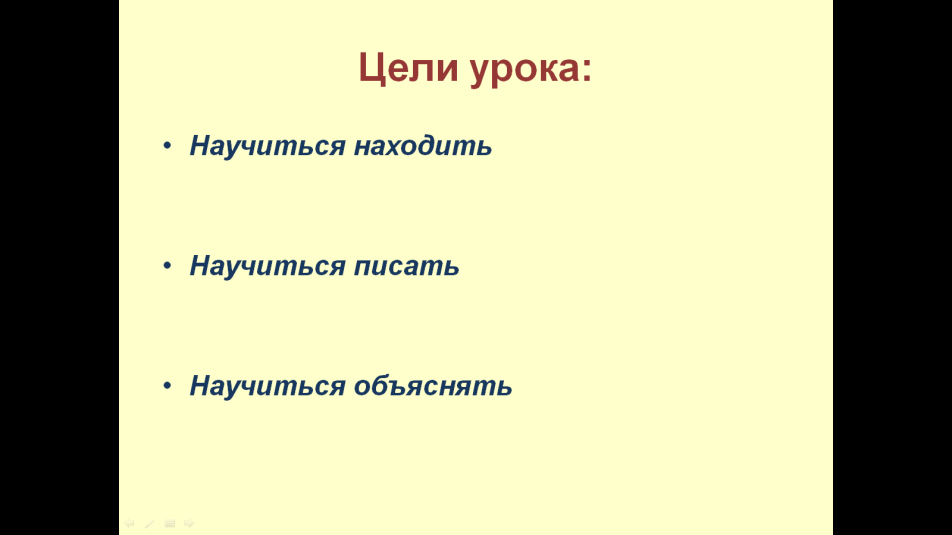 Цели урока:
• Научиться находить
• Научиться писать
• Научиться объяснять